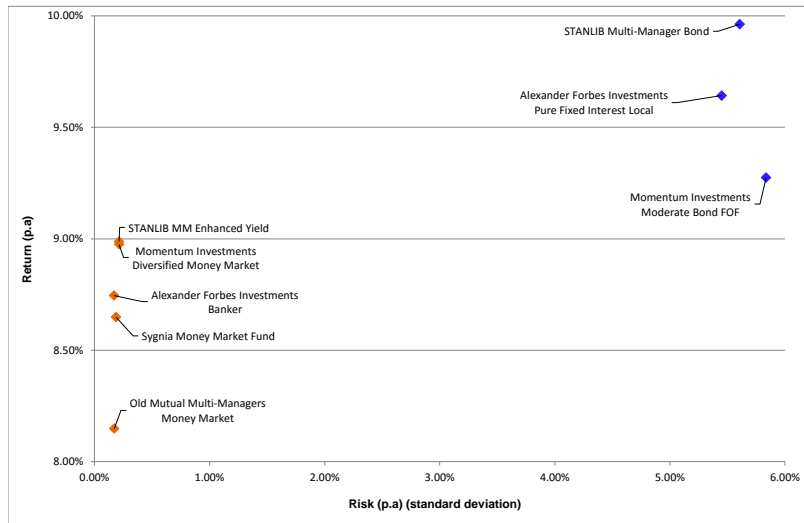 10.00%
STANLIB Multi-Manager Bond
Alexander Forbes Investments
Pure Fixed Interest Local
9.50%
Momentum Investments
Moderate Bond FOF
Return (p.a)
STANLIB MM Enhanced Yield
9.00%
Momentum Investments
Diversified Money Market
Alexander Forbes Investments
Banker
Sygnia Money Market Fund
8.50%
Old Mutual Multi-Managers
Money Market
8.00%
0.00% 1.00% 2.00% 3.00% 4.00% 5.00% 6.00%
Risk (p.a) (standard deviation)